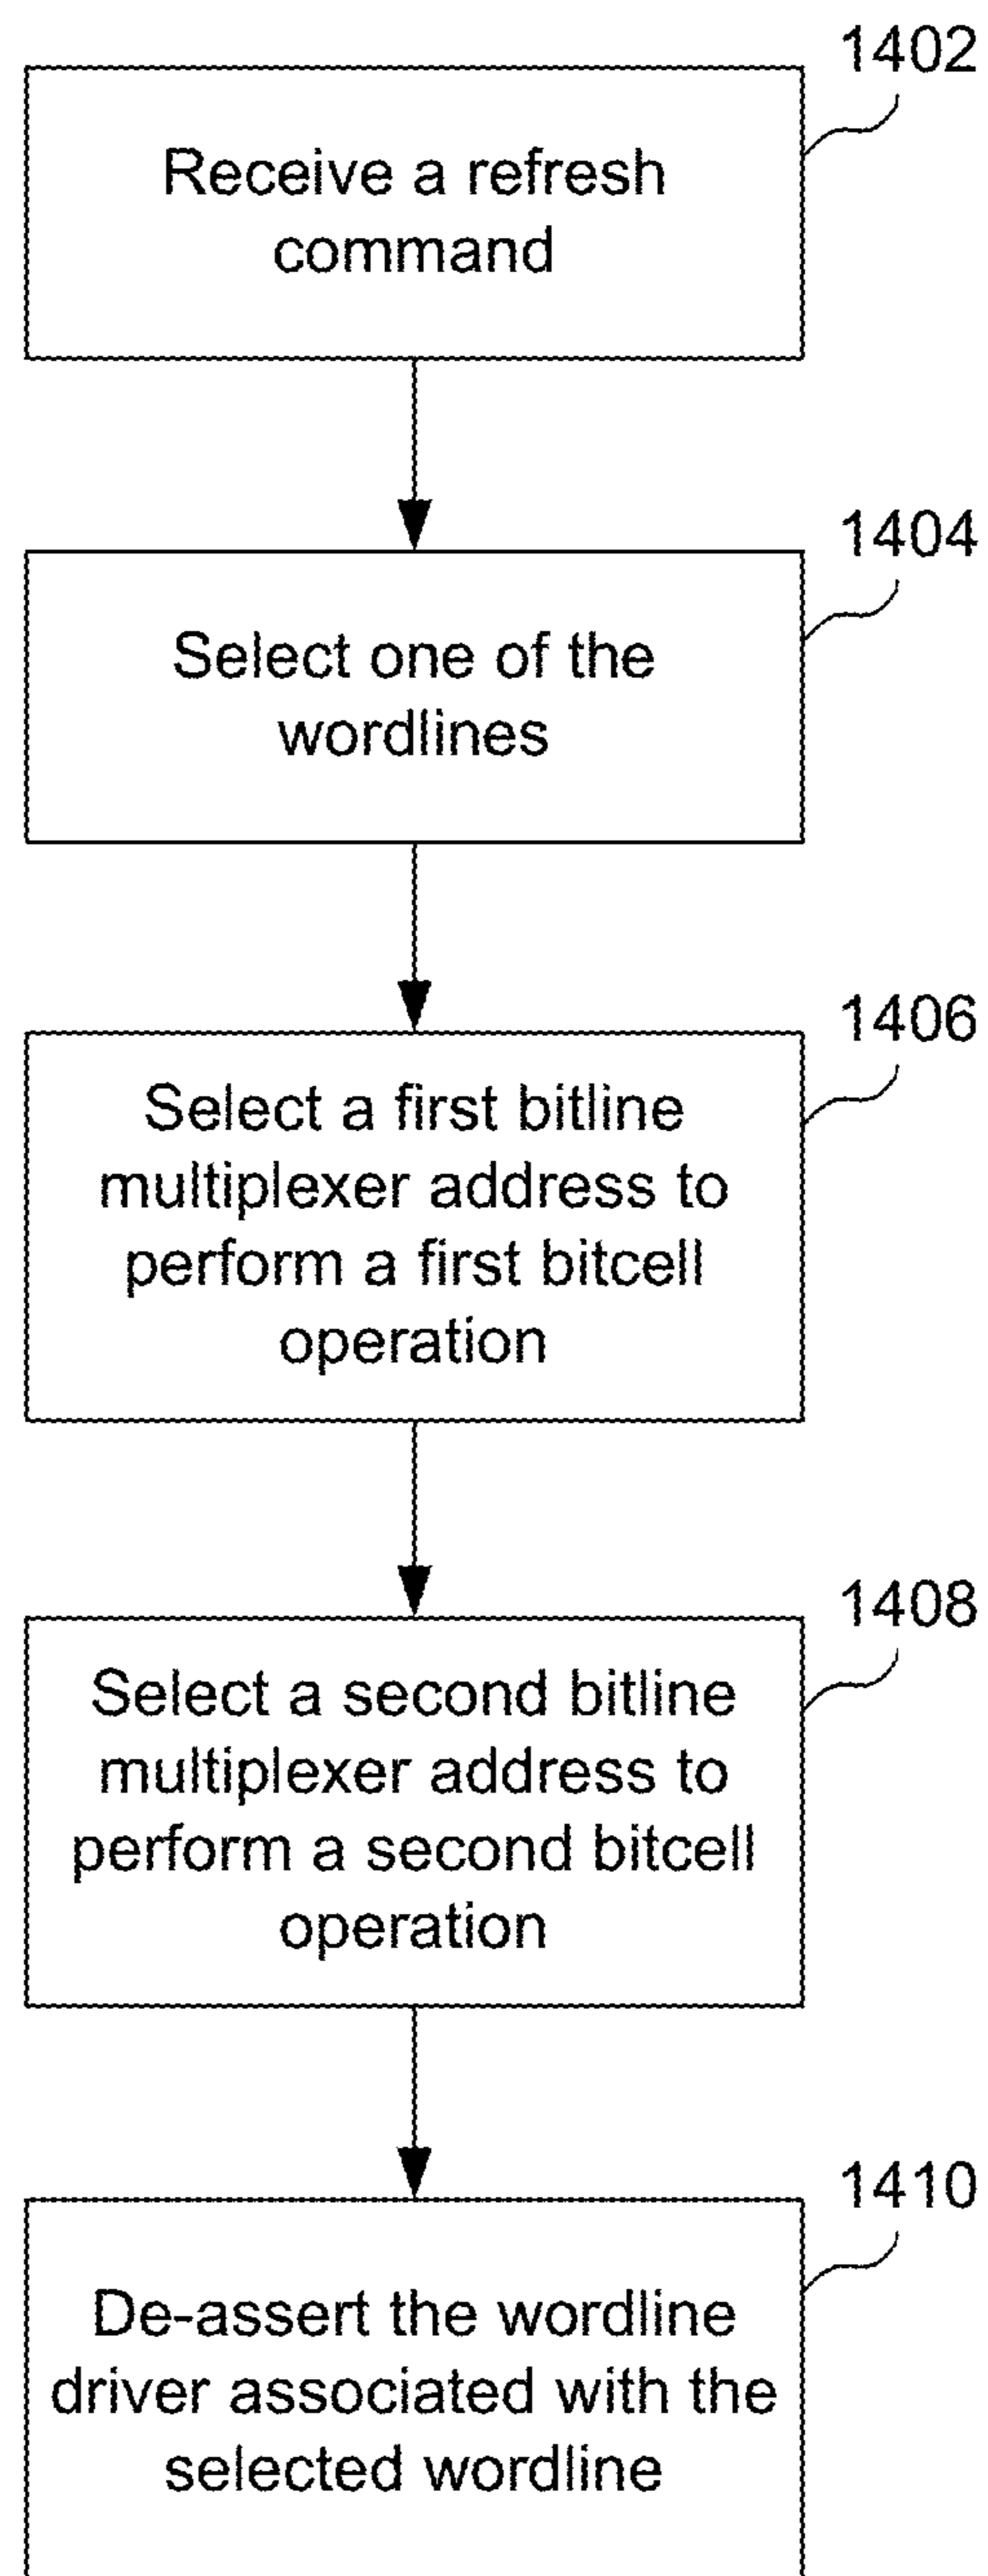 1402
Receive a refresh
command
1404
Select one of the
wordlines
1406
Select a first bitline
multiplexer address to
perform a first bitcell
operation
1408
Select a second bitline
multiplexer address to
perform a second bitcell
operation
1410
De-assert the wordline
driver associated with the
selected wordline